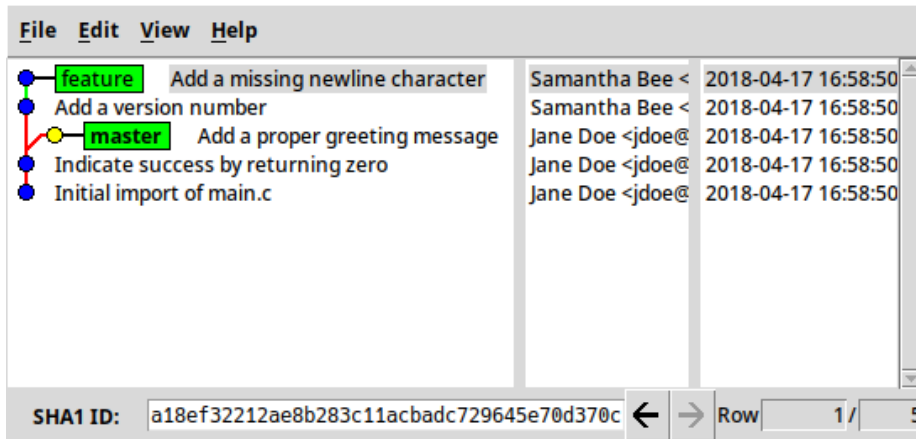 File Edit View Help
feature Add a missing newline character Samantha Bee < 2018-04-17 16:58:50
Add a version number Samantha Bee < 2018-04-17 16:58:50
master Add a proper greeting message Jane Doe <jdoe@ 2018-04-17 16:58:50
Indicate success by returning zero Jane Doe <jdoe@ 2018-04-17 16:58:50
Initial import of main.c Jane Doe <jdoe@ 2018-04-17 16:58:50
SHA1 ID: a18ef32212ae8b283c11acbadc729645e70d370c ← → Row 1 / 5